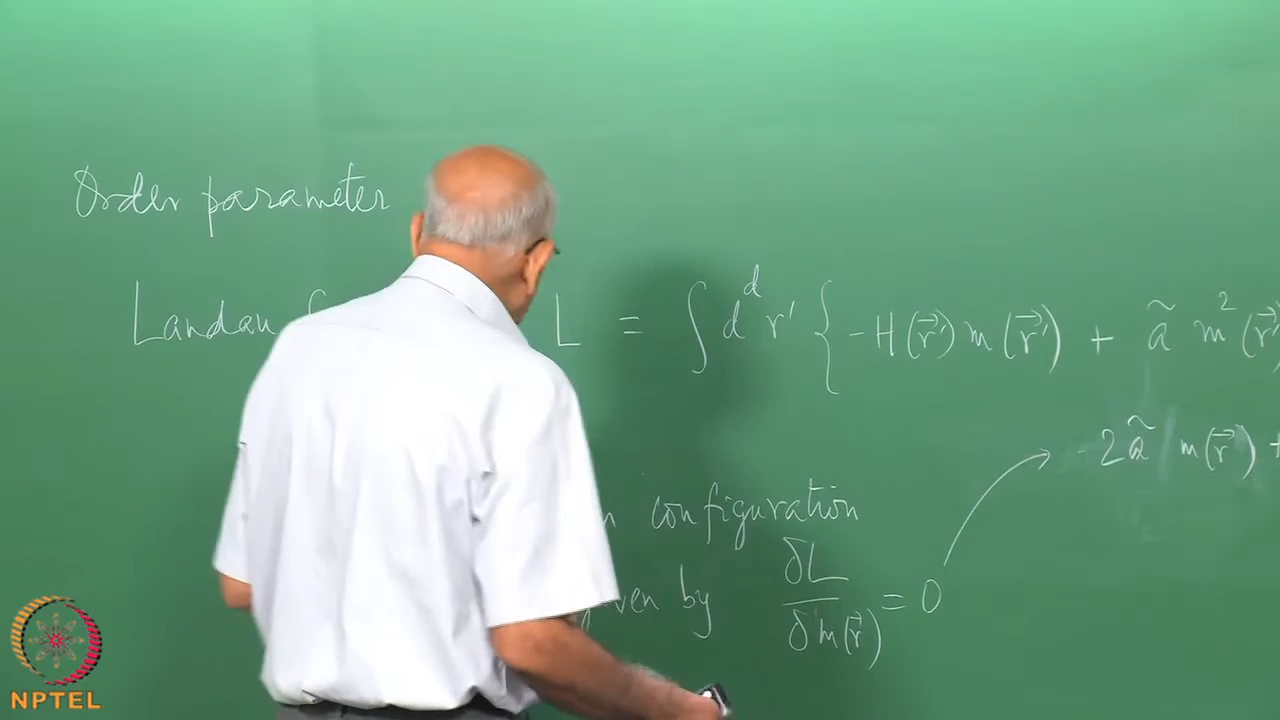 Order parameter
Landau L = ∫ d^d r' { -H(r⃗') m(r⃗') + ã m²(r⃗')
2ã m(r⃗) +
configuration
by δL/δm(r⃗) = 0
NPTEL